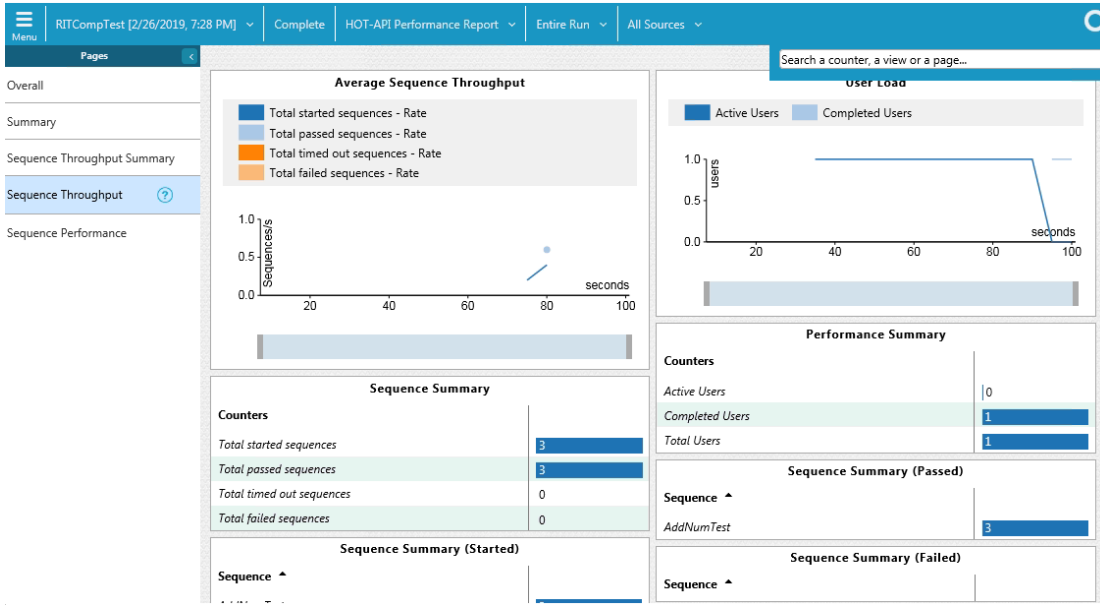 Menu
RITCompTest [2/26/2019, 7:28 PM]
Complete
HOT-API Performance Report
Entire Run
All Sources
Search a counter, a view or a page...
Pages
Overall
Summary
Sequence Throughput Summary
Sequence Throughput ?
Sequence Performance
Average Sequence Throughput
Total started sequences - Rate
Total passed sequences - Rate
Total timed out sequences - Rate
Total failed sequences - Rate
1.0
0.5
0.0
Sequences/s
seconds
20 40 60 80 100
User Load
Active Users Completed Users
1.0
0.5
0.0
users
seconds
20 40 60 80 100
Sequence Summary
Counters
Total started sequences 3
Total passed sequences 3
Total timed out sequences 0
Total failed sequences 0
Sequence Summary (Started)
Sequence
Performance Summary
Counters
Active Users 0
Completed Users 1
Total Users 1
Sequence Summary (Passed)
Sequence
AddNumTest 3
Sequence Summary (Failed)
Sequence